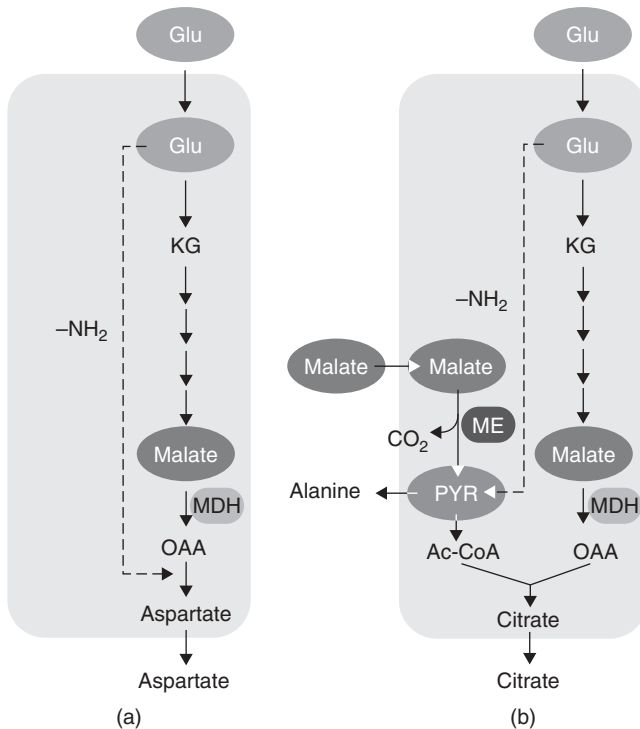 Glu
Glu
KG
–NH2
Malate
MDH
OAA
Aspartate
Aspartate
(a)
Glu
Glu
KG
–NH2
Malate
Malate
CO2
ME
Malate
Alanine
PYR
MDH
Ac-CoA
OAA
Citrate
Citrate
(b)